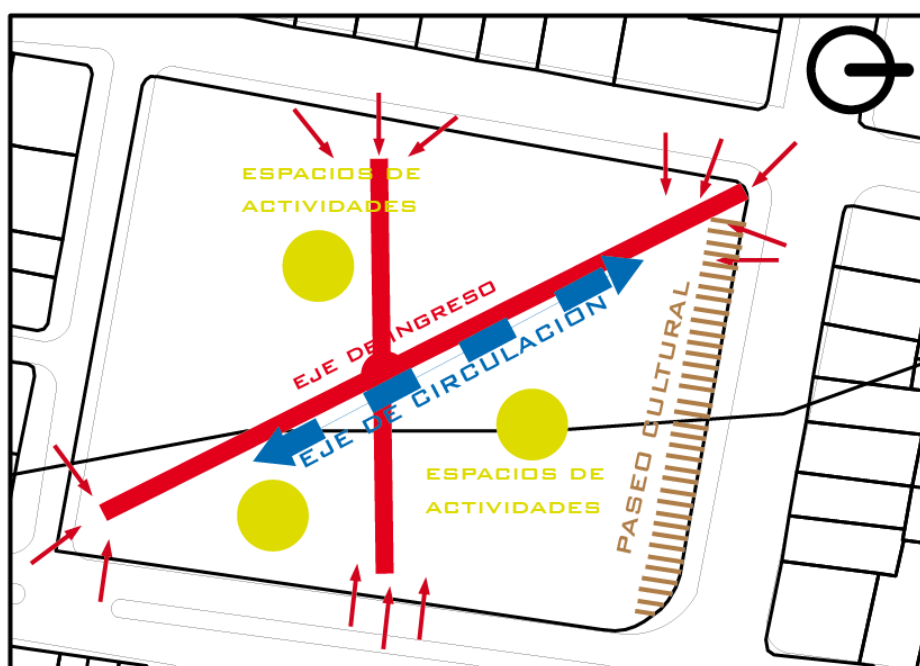 ESPACIOS DE
ACTIVIDADES
EJE DE INGRESO
EJE DE CIRCULACION
PASEO CULTURAL
ESPACIOS DE
ACTIVIDADES